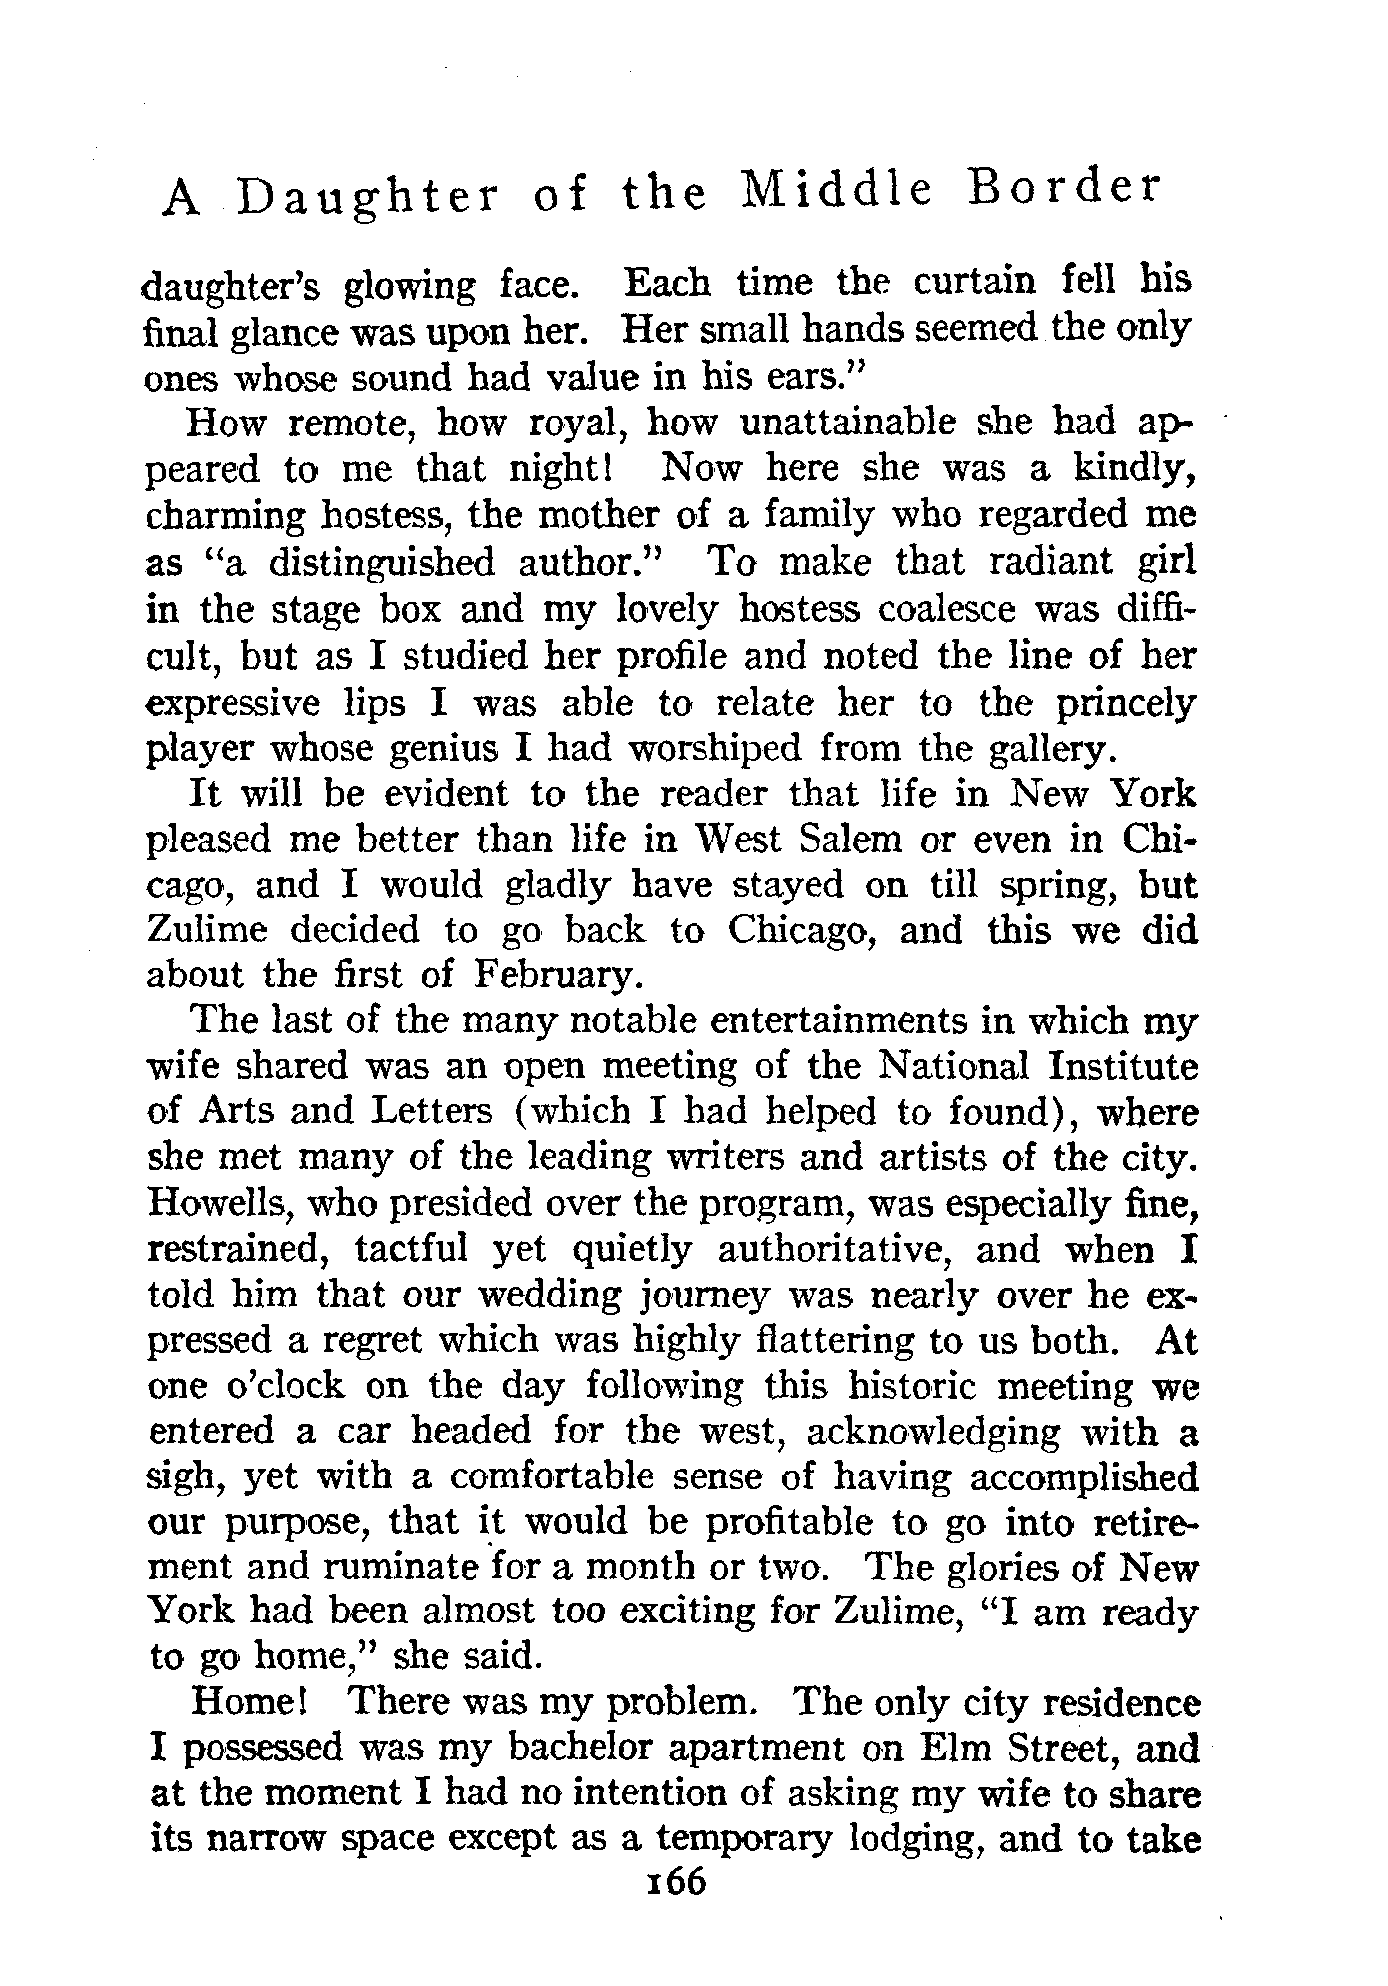 A Daughter of the Middle Border
daughter's glowing face. Each time the curtain fell his
final glance was upon her. Her small hands seemed the only
ones whose sound had value in his ears."
How remote, how royal, how unattainable she had ap-
peared to me that night! Now here she was a kindly,
charming hostess, the mother of a family who regarded me
as "a distinguished author." To make that radiant girl
in the stage box and my lovely hostess coalesce was diffi-
cult, but as I studied her profile and noted the line of her
expressive lips I was able to relate her to the princely
player whose genius I had worshiped from the gallery.
It will be evident to the reader that life in New York
pleased me better than life in West Salem or even in Chi-
cago, and I would gladly have stayed on till spring, but
Zulime decided to go back to Chicago, and this we did
about the first of February.
The last of the many notable entertainments in which my
wife shared was an open meeting of the National Institute
of Arts and Letters (which I had helped to found), where
she met many of the leading writers and artists of the city.
Howells, who presided over the program, was especially fine,
restrained, tactful yet quietly authoritative, and when I
told him that our wedding journey was nearly over he ex-
pressed a regret which was highly flattering to us both. At
one o'clock on the day following this historic meeting we
entered a car headed for the west, acknowledging with a
sigh, yet with a comfortable sense of having accomplished
our purpose, that it would be profitable to go into retire-
ment and ruminate for a month or two. The glories of New
York had been almost too exciting for Zulime, "I am ready
to go home," she said.
Home! There was my problem. The only city residence
I possessed was my bachelor apartment on Elm Street, and
at the moment I had no intention of asking my wife to share
its narrow space except as a temporary lodging, and to take
166